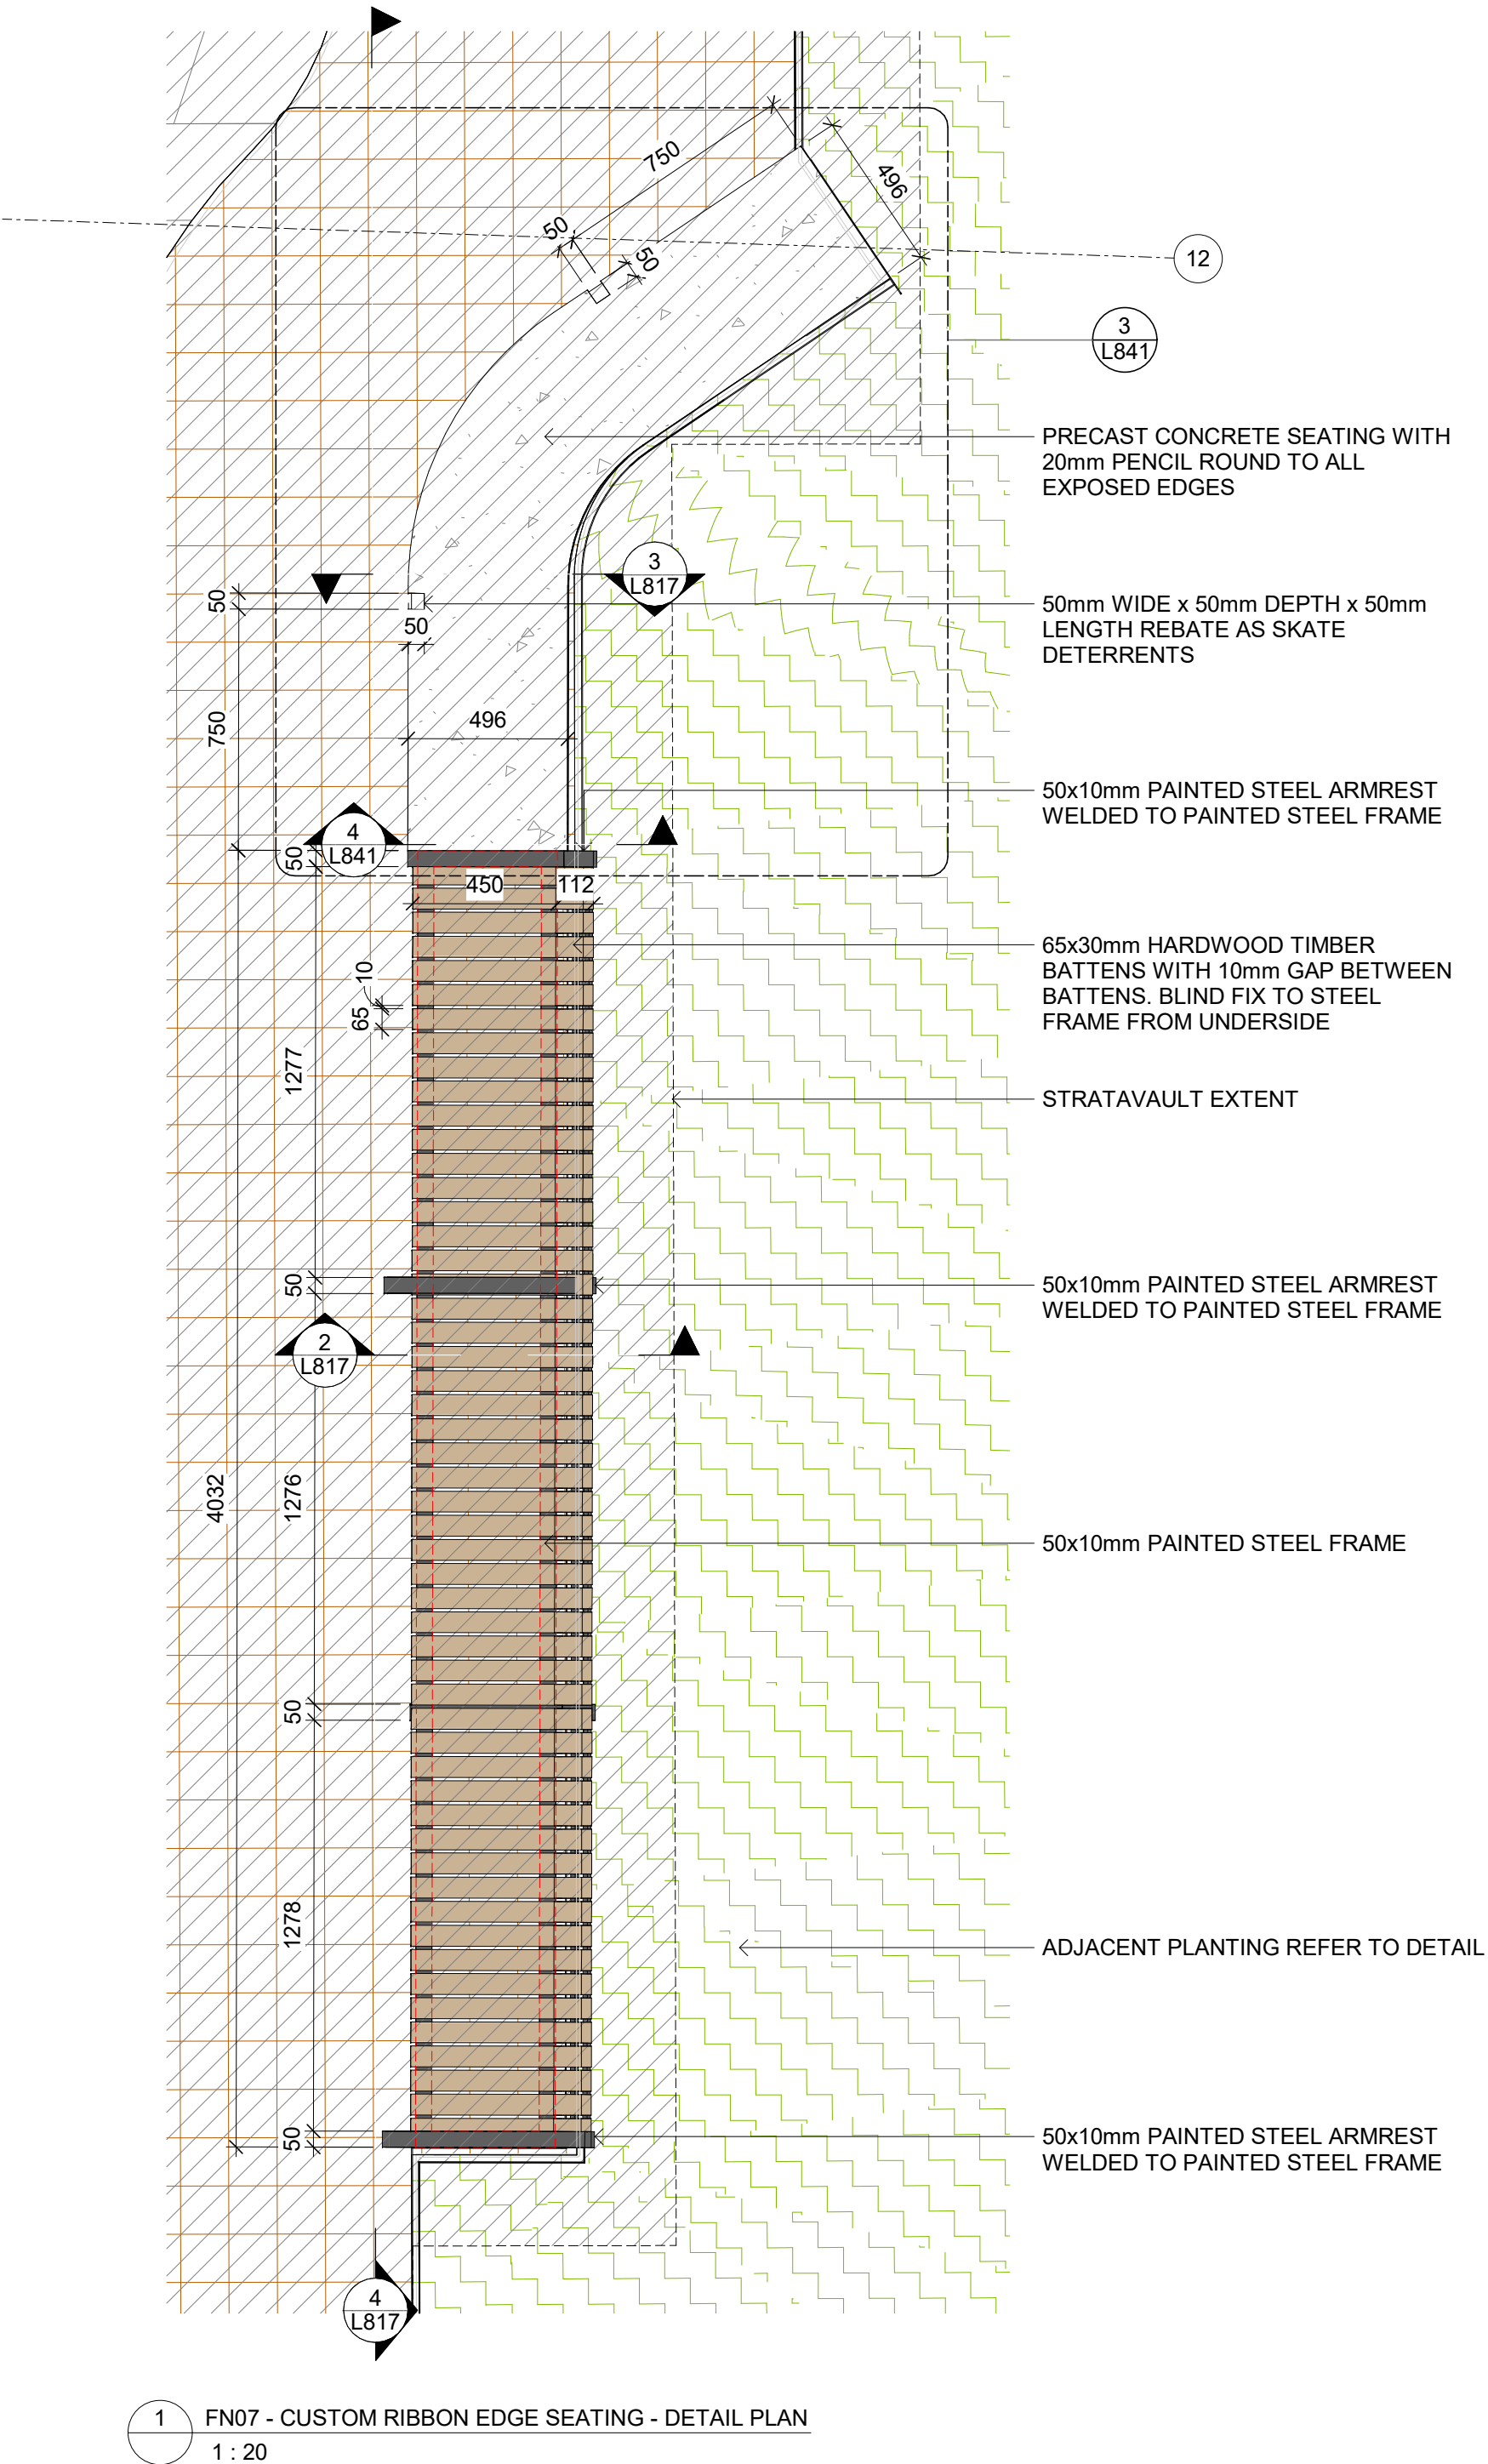 750
496
50
50
12
3
L841
PRECAST CONCRETE SEATING WITH
20mm PENCIL ROUND TO ALL
EXPOSED EDGES
3
L817
50
50
50mm WIDE x 50mm DEPTH x 50mm
LENGTH REBATE AS SKATE
DETERRENTS
750
496
50x10mm PAINTED STEEL ARMREST
WELDED TO PAINTED STEEL FRAME
4
L841
50
450
112
65x30mm HARDWOOD TIMBER
BATTENS WITH 10mm GAP BETWEEN
BATTENS. BLIND FIX TO STEEL
FRAME FROM UNDERSIDE
10
65
1277
STRATAVAULT EXTENT
50
50x10mm PAINTED STEEL ARMREST
WELDED TO PAINTED STEEL FRAME
2
L817
4032
1276
50x10mm PAINTED STEEL FRAME
50
1278
ADJACENT PLANTING REFER TO DETAIL
50
50x10mm PAINTED STEEL ARMREST
WELDED TO PAINTED STEEL FRAME
4
L817
1
FN07 - CUSTOM RIBBON EDGE SEATING - DETAIL PLAN
1 : 20